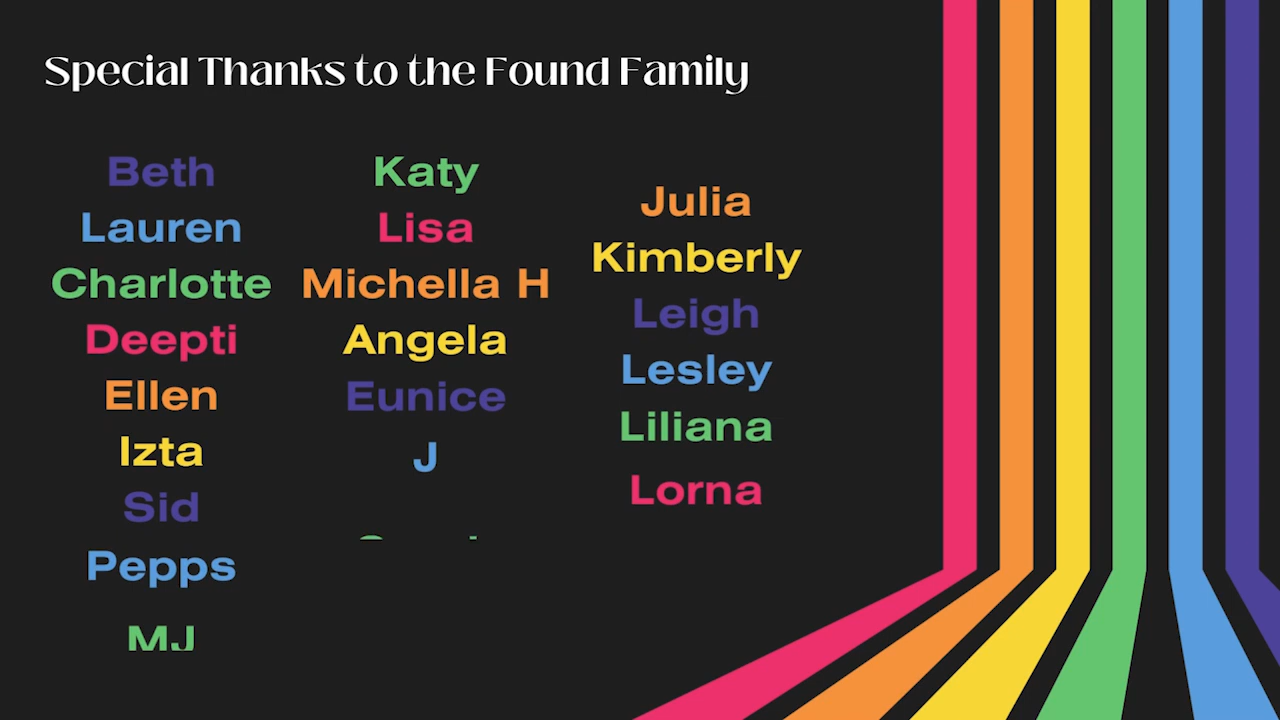 Special Thanks to the Found Family
Beth
Lauren
Charlotte
Deepti
Ellen
Izta
Sid
Pepps
MJ
Katy
Lisa
Michella H
Angela
Eunice
J
Julia
Kimberly
Leigh
Lesley
Liliana
Lorna